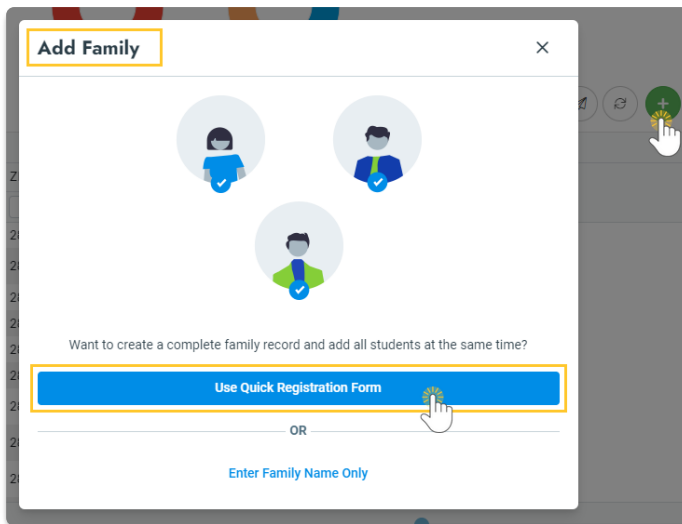 Add Family
Want to create a complete family record and add all students at the same time?
Use Quick Registration Form
OR
Enter Family Name Only